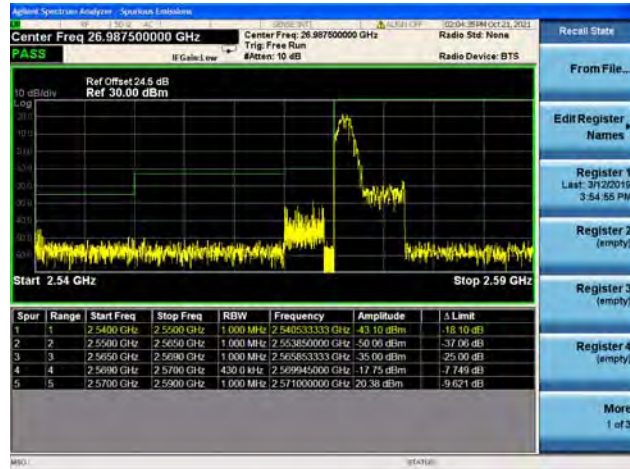 Agilent Spectrum Analyzer - Spurious Emissions
RF 50 Ω AC SENSE:INT ALIGN OFF 02:04:35 PM Oct 21, 2021
Center Freq 26.987500000 GHz
Center Freq: 26.987500000 GHz
Radio Std: None
Trig: Free Run
PASS
IFGain:Low
#Atten: 10 dB
Radio Device: BTS
Ref Offset 24.5 dB
10 dB/div Ref 30.00 dBm
Log
20.0
10.0
Start 2.54 GHz
Stop 2.59 GHz
Spur Range Start Freq Stop Freq RBW Frequency Amplitude Δ Limit
1 1 2.5400 GHz 2.5500 GHz 1.000 MHz 2.540533333 GHz -43.10 dBm -18.10 dB
2 2 2.5500 GHz 2.5650 GHz 1.000 MHz 2.553850000 GHz -50.06 dBm -37.06 dB
3 3 2.5650 GHz 2.5690 GHz 1.000 MHz 2.565853333 GHz -35.00 dBm -25.00 dB
4 4 2.5690 GHz 2.5700 GHz 430.0 kHz 2.569945000 GHz -17.75 dBm -7.749 dB
5 5 2.5700 GHz 2.5900 GHz 1.000 MHz 2.571000000 GHz 20.38 dBm -9.621 dB
MSG
STATUS
Recall State
From File...
Edit Register
Names
Register 1
Last: 3/12/2019
3:54:55 PM
Register 2
(empty)
Register 3
(empty)
Register 4
(empty)
More
1 of 3